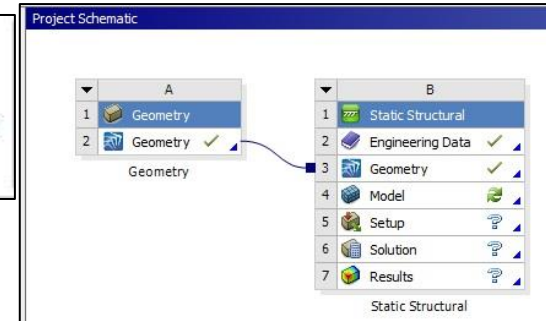 Project Schematic
A
1 Geometry
2 Geometry
Geometry
B
1 Static Structural
2 Engineering Data
3 Geometry
4 Model
5 Setup
6 Solution
7 Results
Static Structural